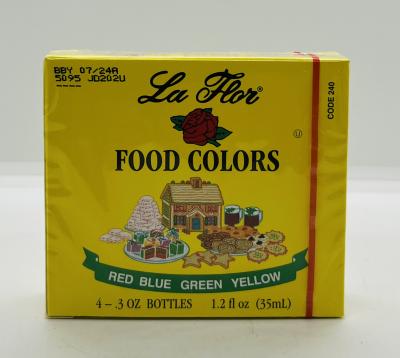 BBY 07/24A
5095 JD202U
La Flor®
CODE 240
U
FOOD COLORS
RED BLUE GREEN YELLOW
4 – .3 OZ BOTTLES 1.2 fl oz (35mL)